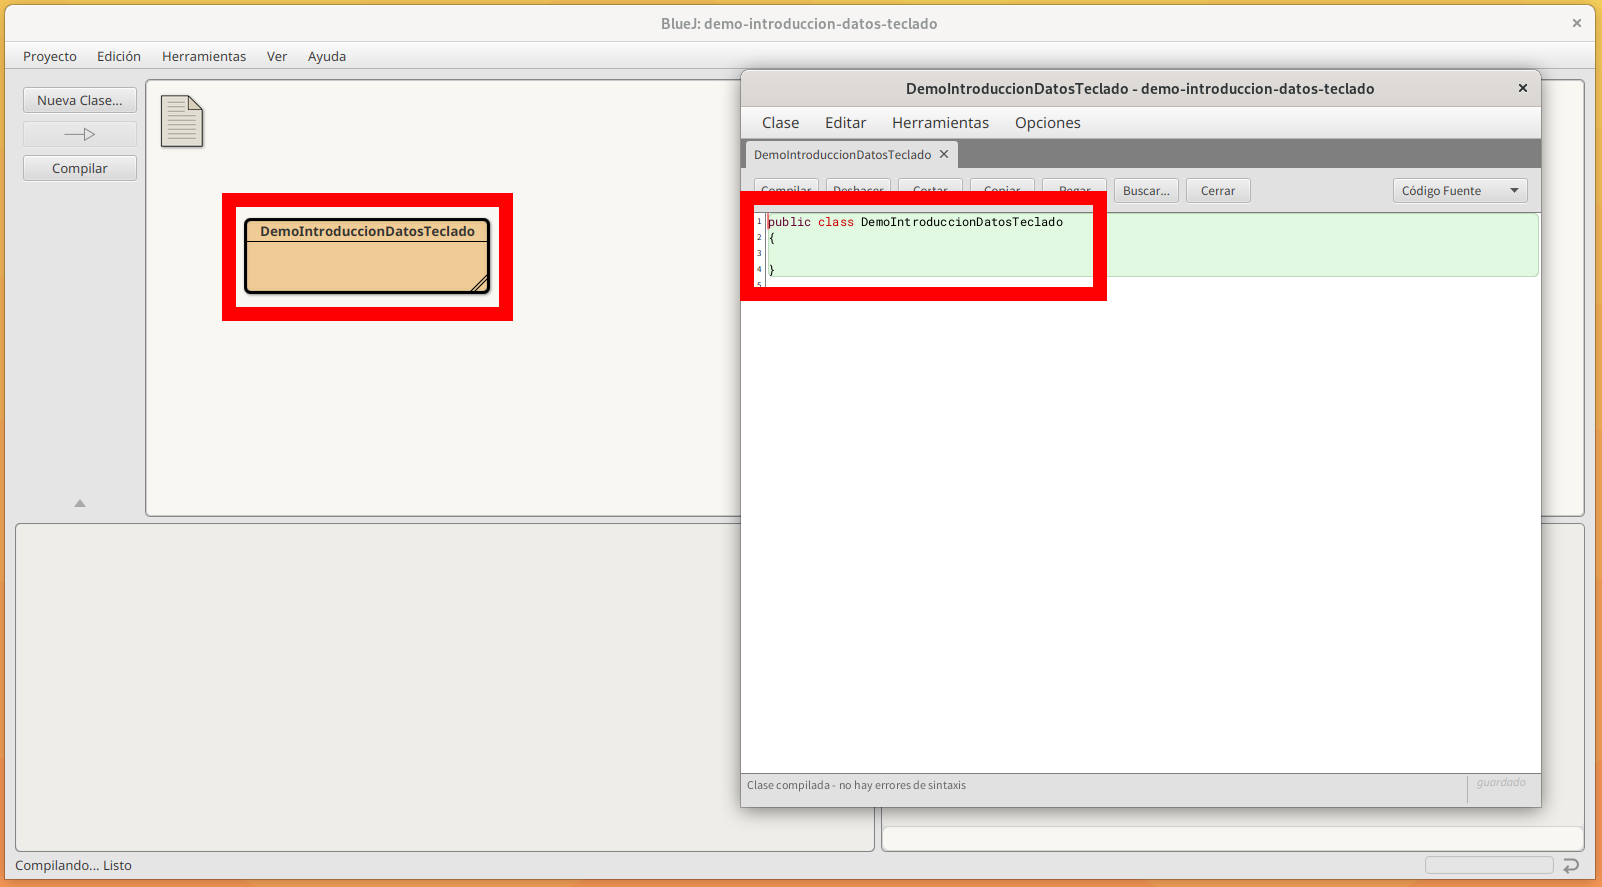 BlueJ: demo-introduccion-datos-teclado
Proyecto Edición Herramientas Ver Ayuda
Nueva Clase...
Compilar
DemoIntroduccionDatosTeclado
DemoIntroduccionDatosTeclado - demo-introduccion-datos-teclado
Clase Editar Herramientas Opciones
DemoIntroduccionDatosTeclado
Compilar Deshacer Cortar Copiar Pegar Buscar... Cerrar Código Fuente
1 public class DemoIntroduccionDatosTeclado
2 {
3
4 }
5
Clase compilada - no hay errores de sintaxis
guardado
Compilando... Listo